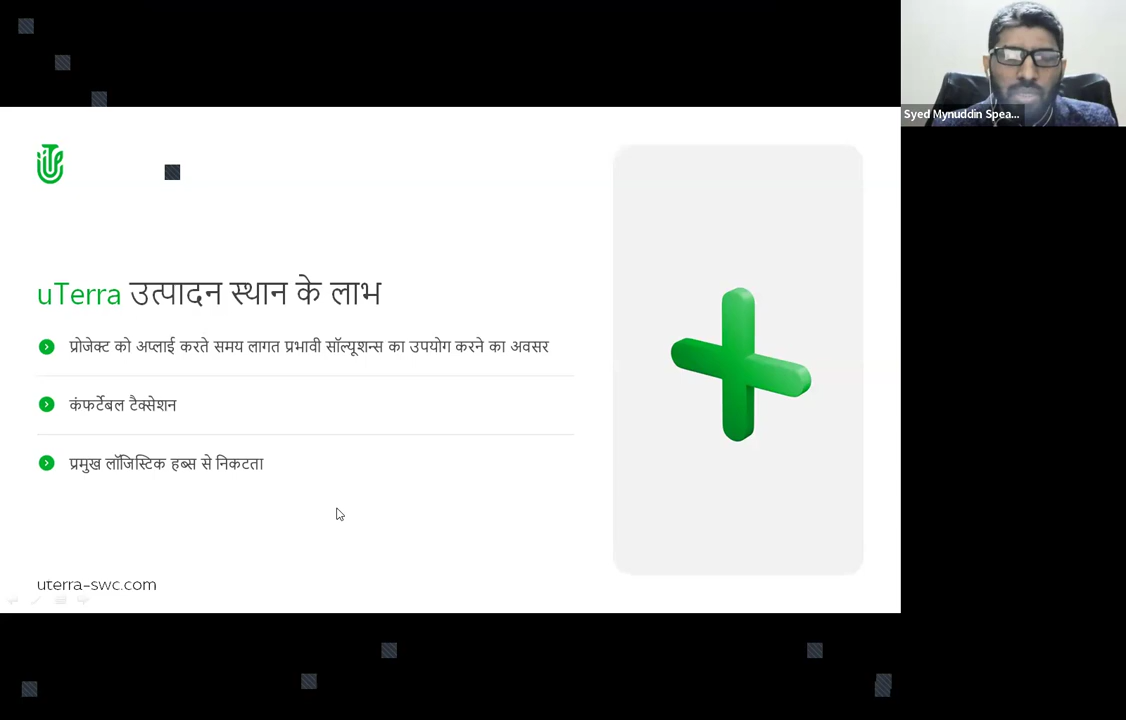 Syed Mynuddin Spea...
uTerra उत्पादन स्थान के लाभ
प्रोजेक्ट को अप्लाई करते समय लागत प्रभावी सॉल्यूशन्स का उपयोग करने का अवसर
कंफर्टेबल टैक्सेशन
प्रमुख लॉजिस्टिक हब्स से निकटता
uterra-swc.com